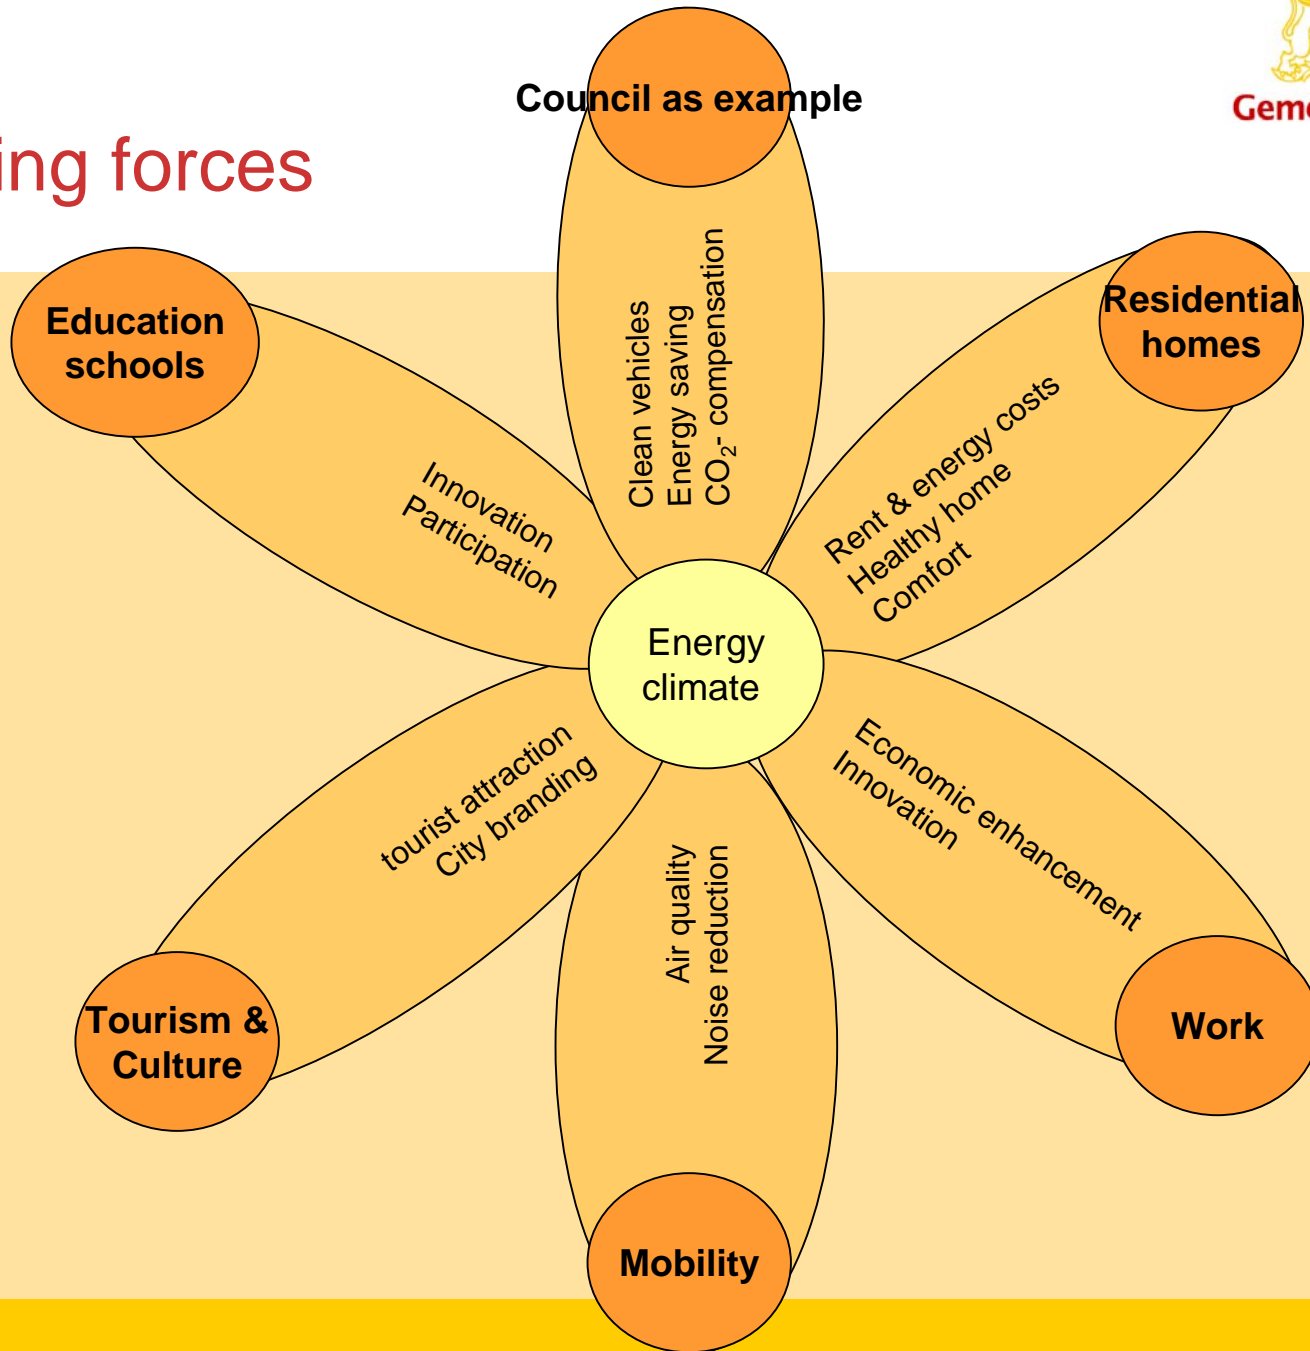 Council as example
Geme
ing forces
Education
schools
Residential
homes
Clean vehicles
Energy saving
CO₂- compensation
Innovation
Participation
Rent & energy costs
Healthy home
Comfort
Energy
climate
tourist attraction
City branding
Economic enhancement
Innovation
Air quality
Noise reduction
Tourism &
Culture
Work
Mobility